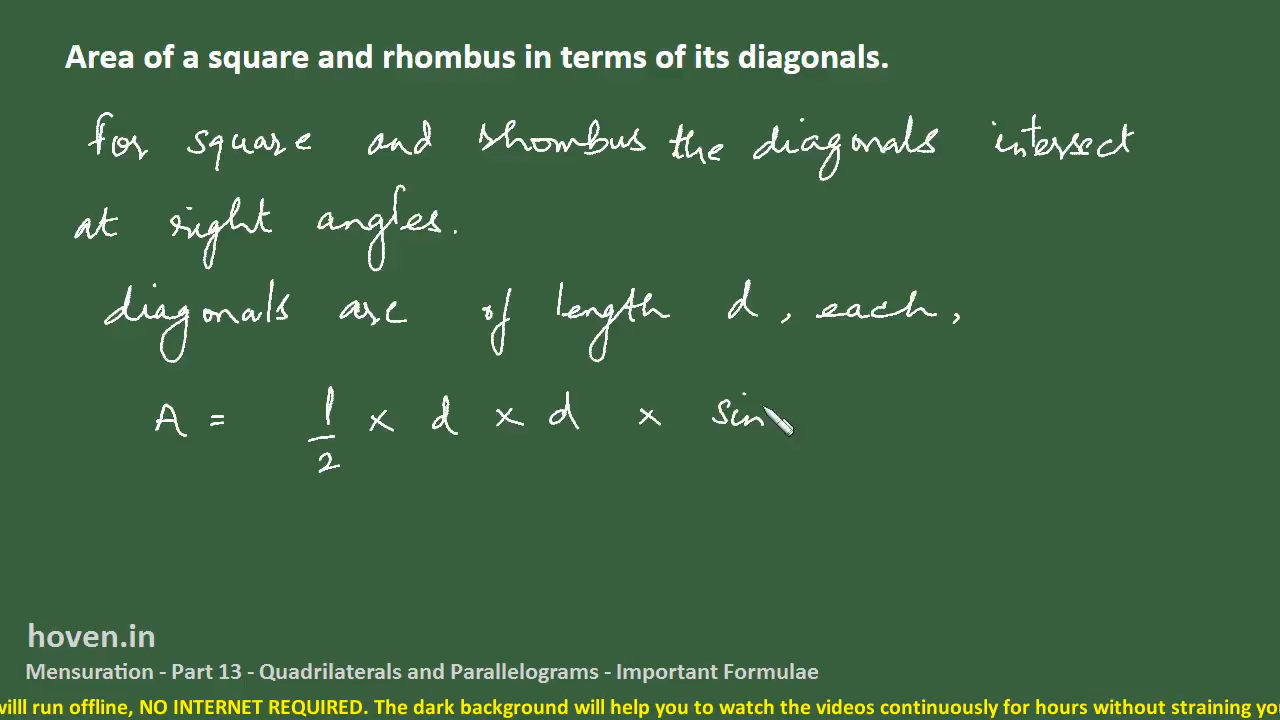 Area of a square and rhombus in terms of its diagonals.
for square and rhombus the diagonals intersect
at right angles.
diagonals are of length d, each,
A = 1/2 × d × d × sin
hoven.in
Mensuration - Part 13 - Quadrilaterals and Parallelograms - Important Formulae
villl run offline, NO INTERNET REQUIRED. The dark background will help you to watch the videos continuously for hours without straining yo